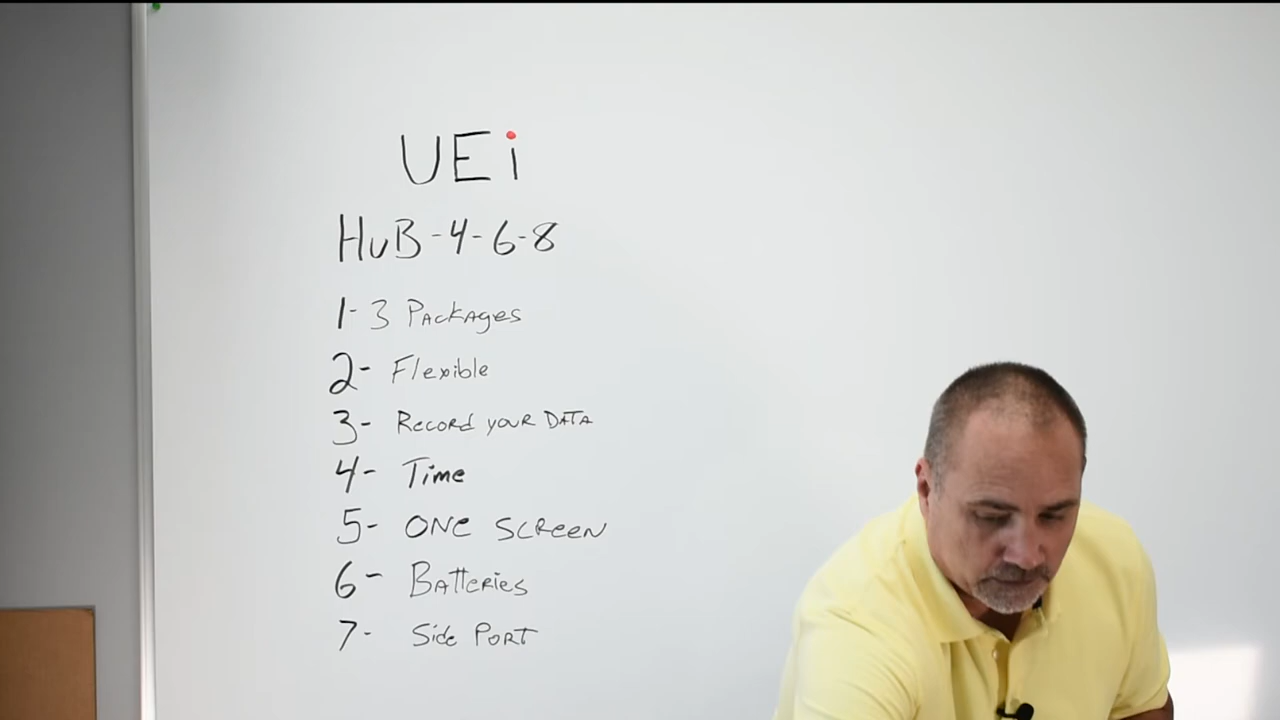 UEi
HuB-4-6-8
1- 3 Packages
2- Flexible
3- Record your DATA
4- Time
5- ONe SCReeN
6- BAtteries
7- Side PORT